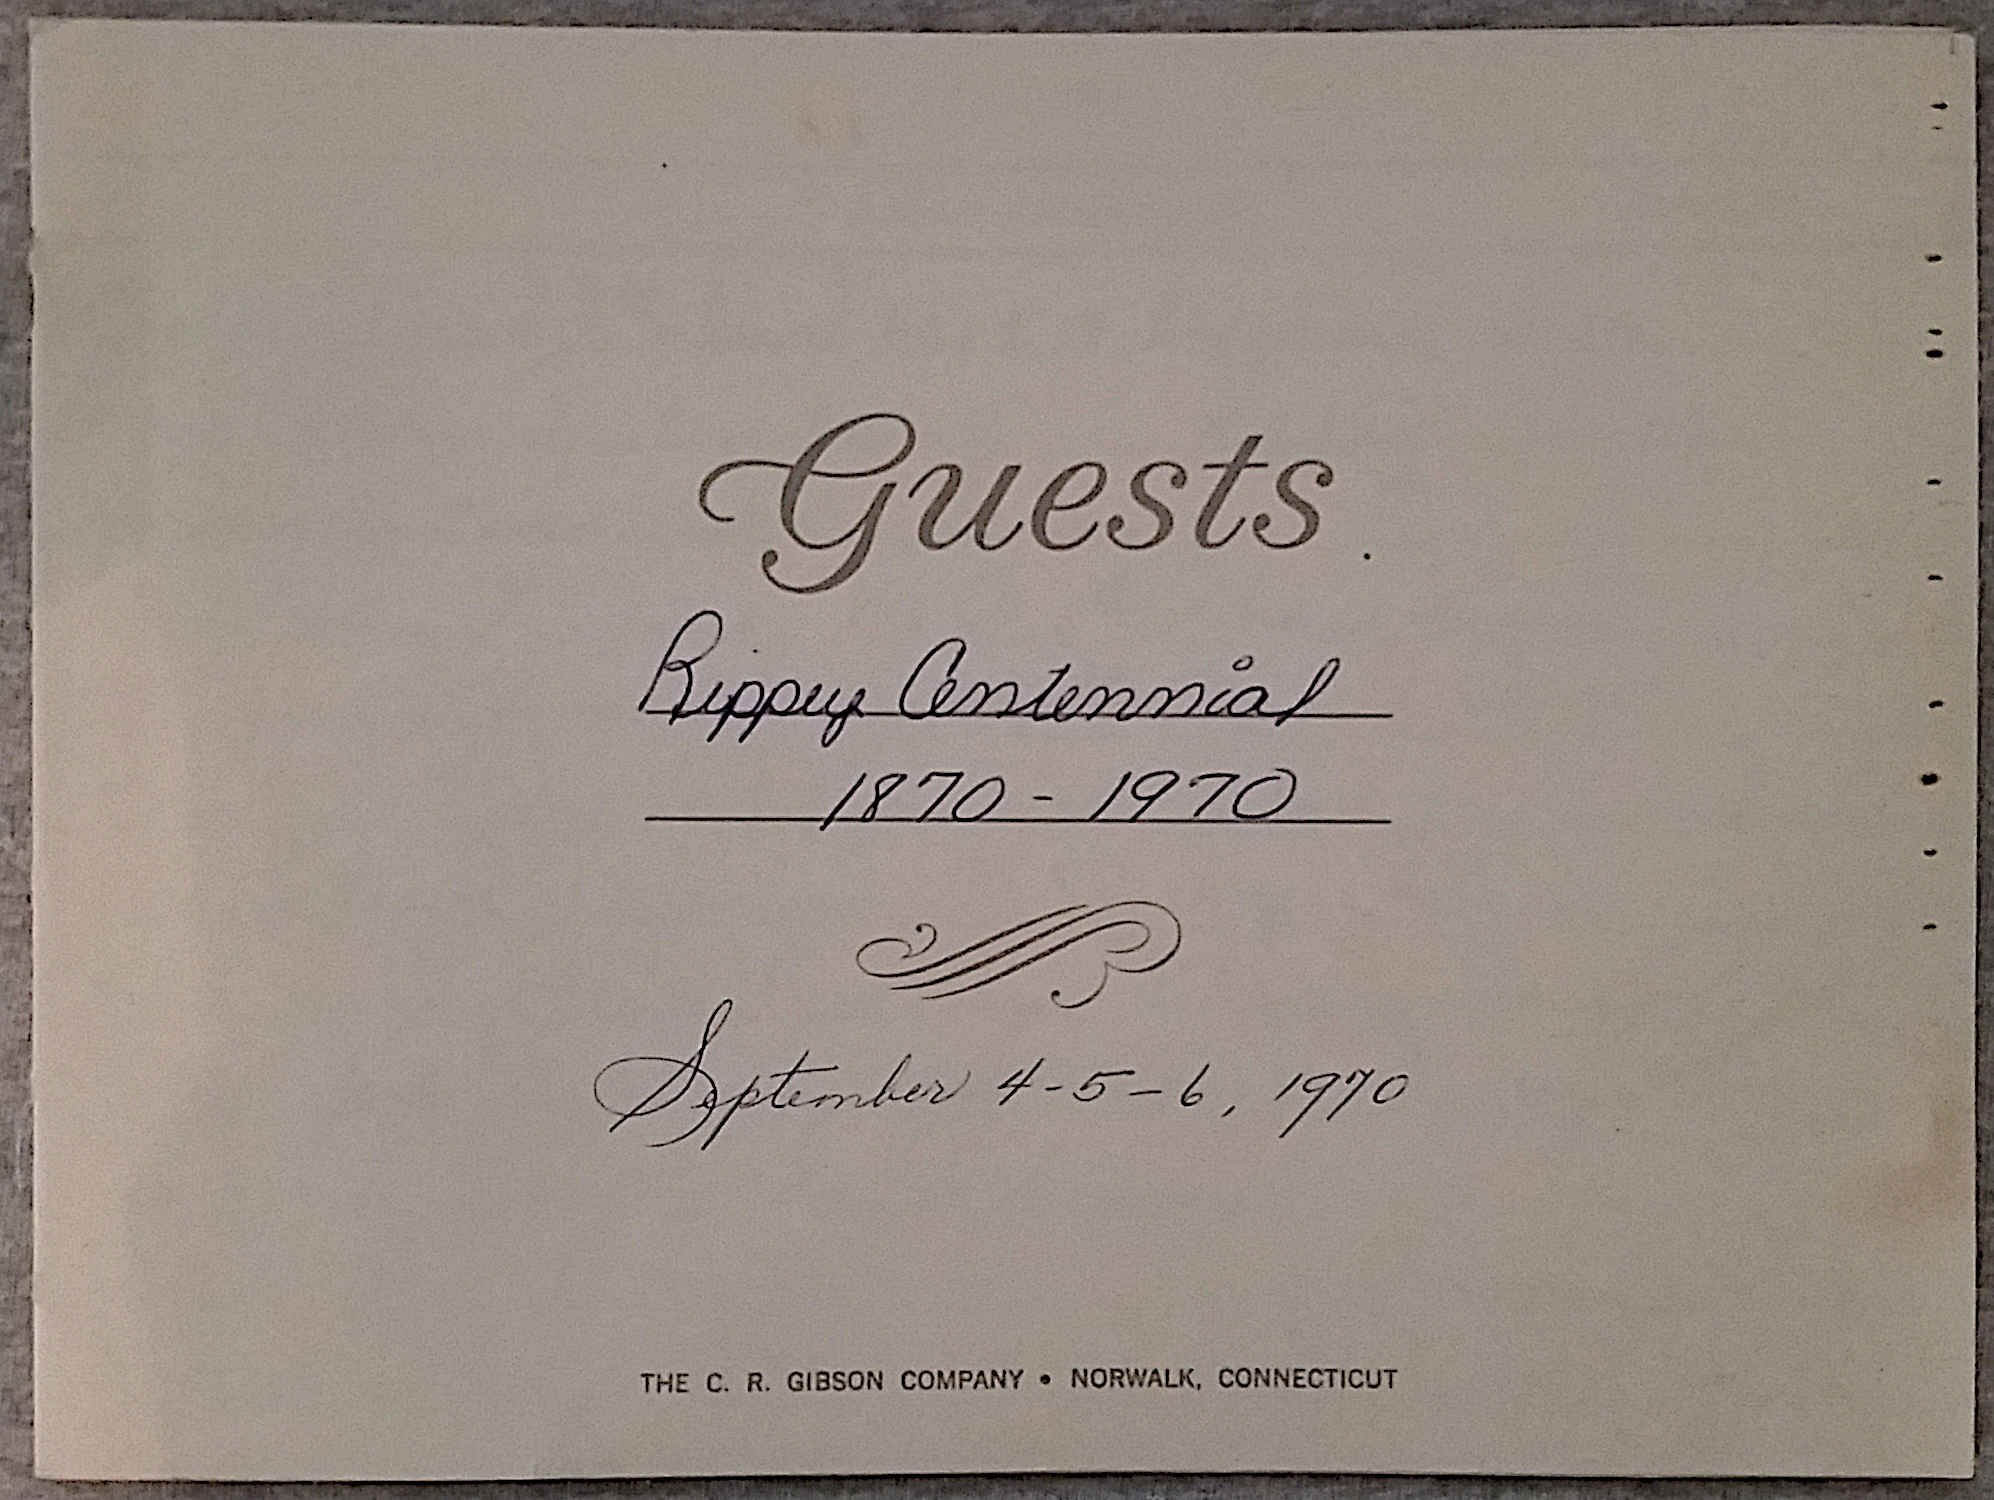 Guests
Rippey Centennial
1870 - 1970
September 4-5-6, 1970
THE C. R. GIBSON COMPANY • NORWALK, CONNECTICUT